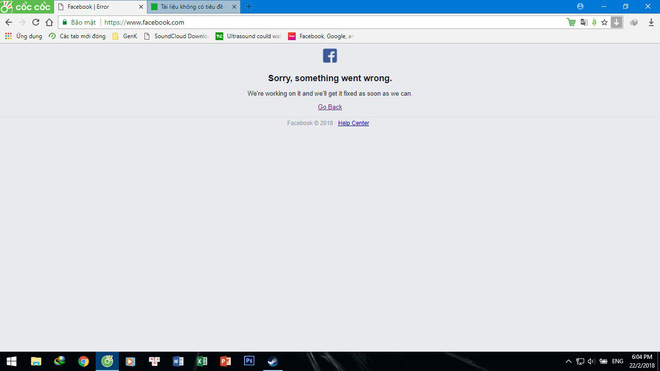 cốc cốc
Facebook | Error
Tài liệu không có tiêu đề
Bảo mật | https://www.facebook.com
Ứng dụng Các tab mới đóng GenK SoundCloud Downlo Ultrasound could wat Facebook, Google, an
Sorry, something went wrong.
We're working on it and we'll get it fixed as soon as we can.
Go Back
Facebook © 2018 · Help Center
ENG
6:04 PM
22/2/2018